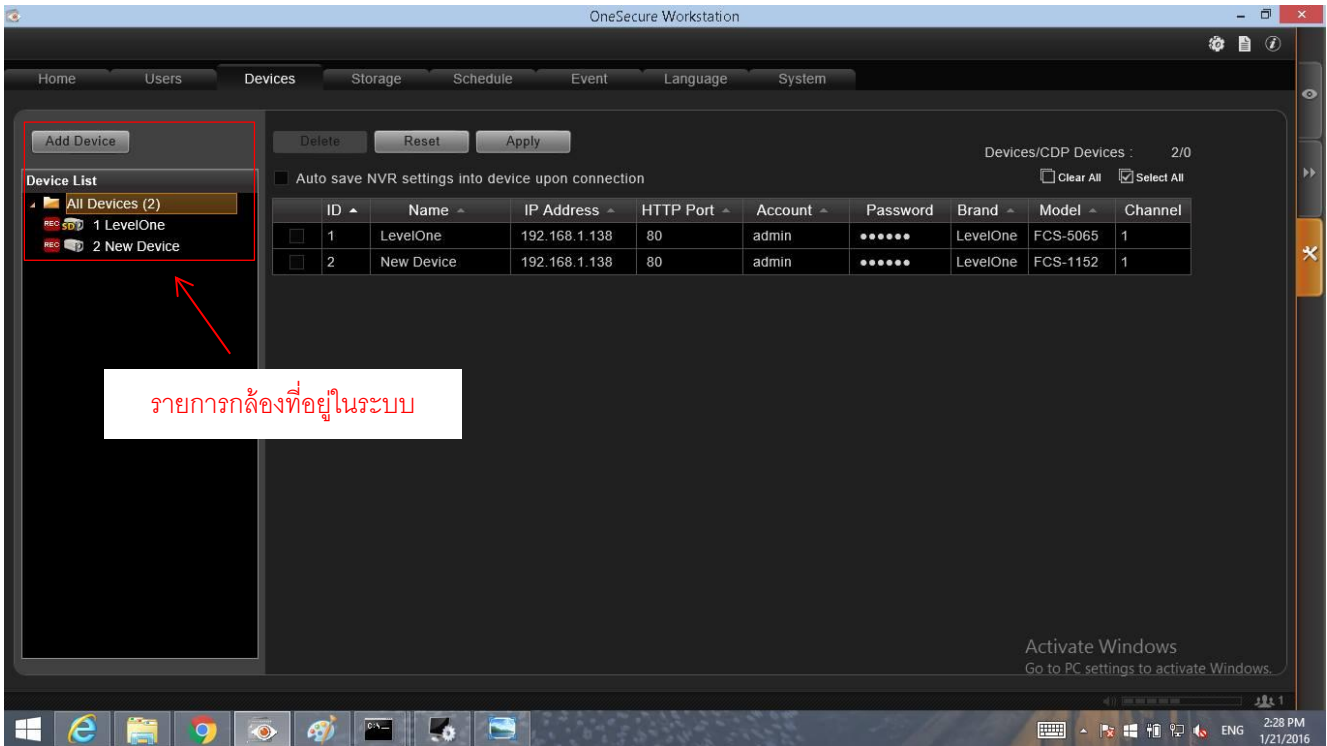 OneSecure Workstation
Home Users Devices Storage Schedule Event Language System
Add Device
Delete Reset Apply
Devices/CDP Devices : 2/0
Device List
Auto save NVR settings into device upon connection
Clear All Select All
All Devices (2)
REC SD 1 LevelOne
REC 2 New Device
ID Name IP Address HTTP Port Account Password Brand Model Channel
1 LevelOne 192.168.1.138 80 admin ●●●●●● LevelOne FCS-5065 1
2 New Device 192.168.1.138 80 admin ●●●●●● LevelOne FCS-1152 1
รายการกล้องที่อยู่ในระบบ
Activate Windows
Go to PC settings to activate Windows.
1
C:\_
ENG
2:28 PM
1/21/2016